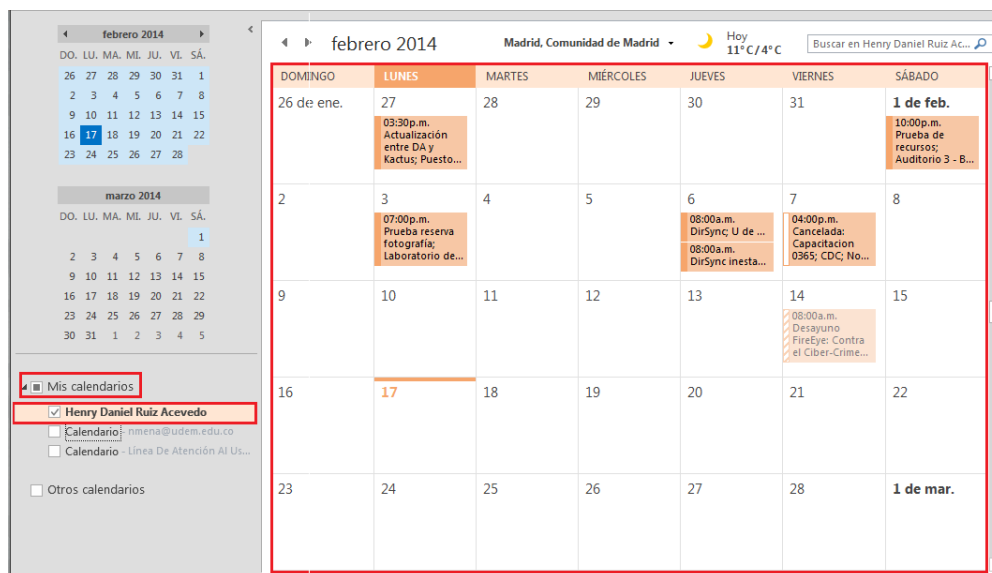 febrero 2014
DO. LU. MA. MI. JU. VI. SÁ.
26 27 28 29 30 31 1
2 3 4 5 6 7 8
9 10 11 12 13 14 15
16 17 18 19 20 21 22
23 24 25 26 27 28
marzo 2014
DO. LU. MA. MI. JU. VI. SÁ.
1
2 3 4 5 6 7 8
9 10 11 12 13 14 15
16 17 18 19 20 21 22
23 24 25 26 27 28 29
30 31 1 2 3 4 5
Mis calendarios
Henry Daniel Ruiz Acevedo
Calendario - nmena@udem.edu.co
Calendario - Línea De Atención Al Us...
Otros calendarios
febrero 2014
Madrid, Comunidad de Madrid
Hoy
11°C/4°C
Buscar en Henry Daniel Ruiz Ac...
DOMINGO LUNES MARTES MIÉRCOLES JUEVES VIERNES SÁBADO
26 de ene. 27 28 29 30 31 1 de feb.
03:30p.m.
Actualización
entre DA y
Kactus; Puesto...
10:00p.m.
Prueba de
recursos;
Auditorio 3 - B...
2 3 4 5 6 7 8
07:00p.m.
Prueba reserva
fotografía;
Laboratorio de...
08:00a.m.
DirSync; U de ...
08:00a.m.
DirSync inesta...
04:00p.m.
Cancelada:
Capacitacion
0365; CDC; No...
9 10 11 12 13 14 15
08:00a.m.
Desayuno
FireEye: Contra
el Ciber-Crime...
16 17 18 19 20 21 22
23 24 25 26 27 28 1 de mar.